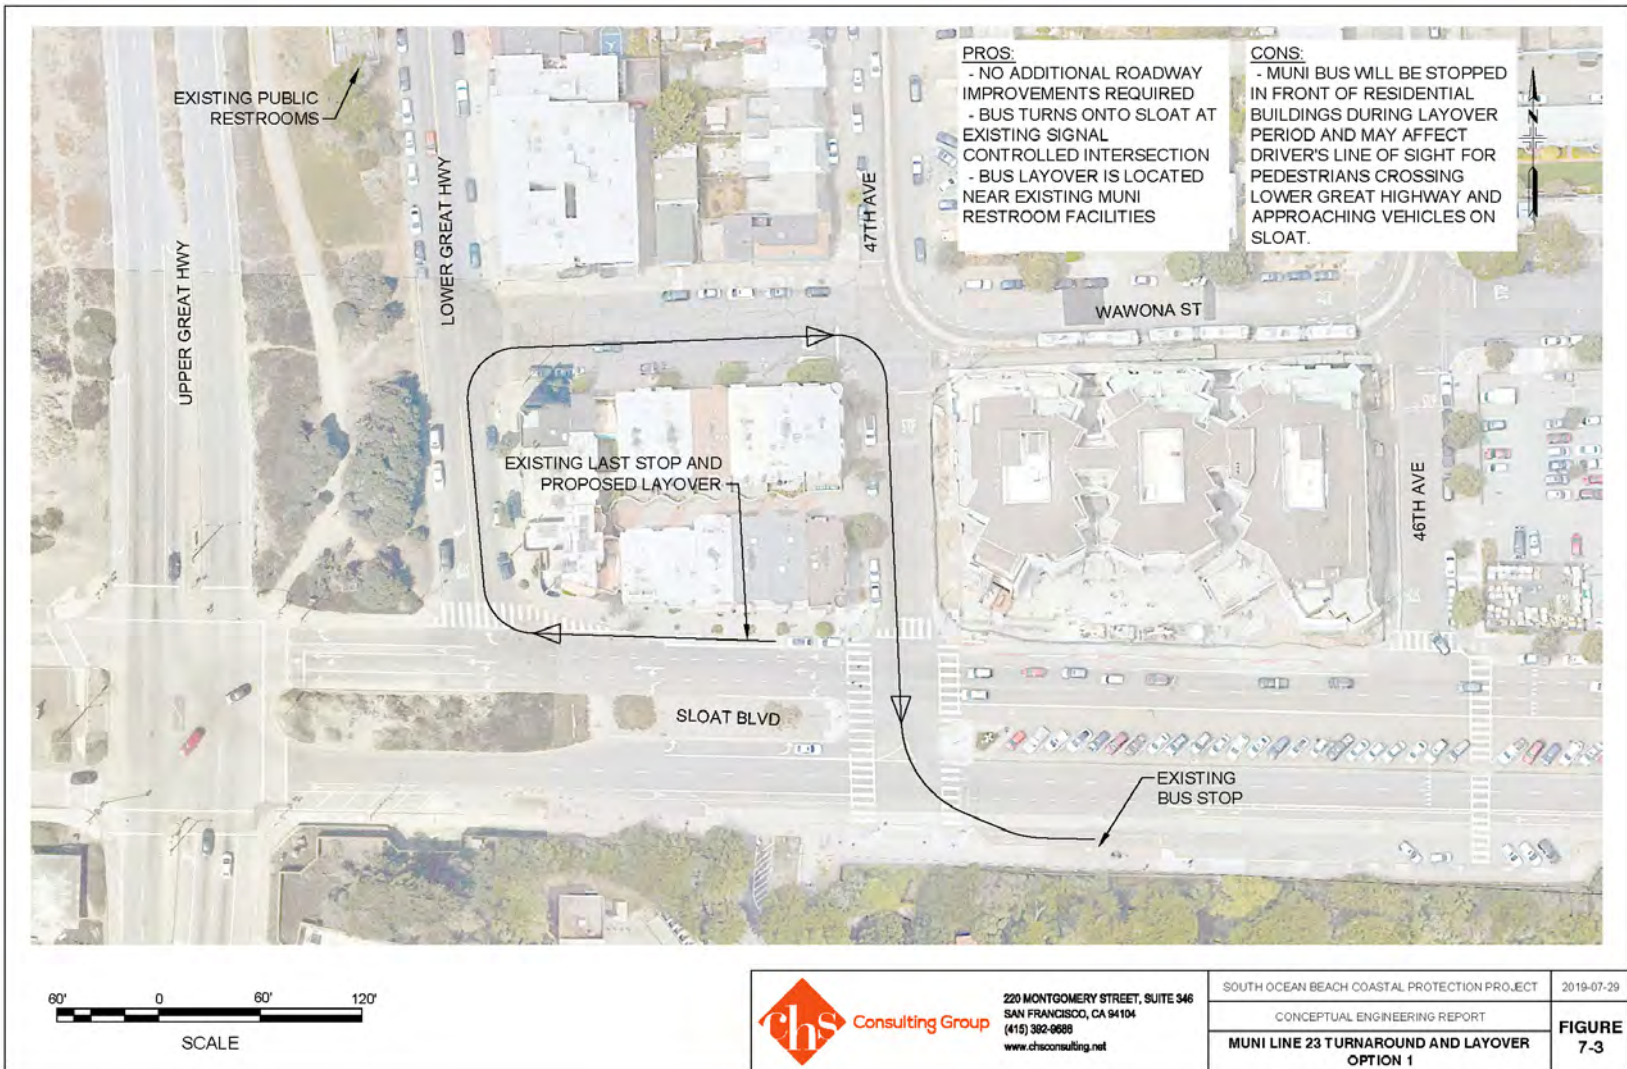 PROS:
- NO ADDITIONAL ROADWAY
IMPROVEMENTS REQUIRED
- BUS TURNS ONTO SLOAT AT
EXISTING SIGNAL
CONTROLLED INTERSECTION
- BUS LAYOVER IS LOCATED
NEAR EXISTING MUNI
RESTROOM FACILITIES
CONS:
- MUNI BUS WILL BE STOPPED
IN FRONT OF RESIDENTIAL
BUILDINGS DURING LAYOVER
PERIOD AND MAY AFFECT
DRIVER'S LINE OF SIGHT FOR
PEDESTRIANS CROSSING
LOWER GREAT HIGHWAY AND
APPROACHING VEHICLES ON
SLOAT.
N
EXISTING PUBLIC
RESTROOMS
UPPER GREAT HWY
LOWER GREAT HWY
47TH AVE
WAWONA ST
46TH AVE
EXISTING LAST STOP AND
PROPOSED LAYOVER
SLOAT BLVD
EXISTING
BUS STOP
60' 0 60' 120'
SCALE
chs Consulting Group
220 MONTGOMERY STREET, SUITE 346
SAN FRANCISCO, CA 94104
(415) 392-9688
www.chsconsulting.net
SOUTH OCEAN BEACH COASTAL PROTECTION PROJECT
CONCEPTUAL ENGINEERING REPORT
MUNI LINE 23 TURNAROUND AND LAYOVER
OPTION 1
2019-07-29
FIGURE
7-3